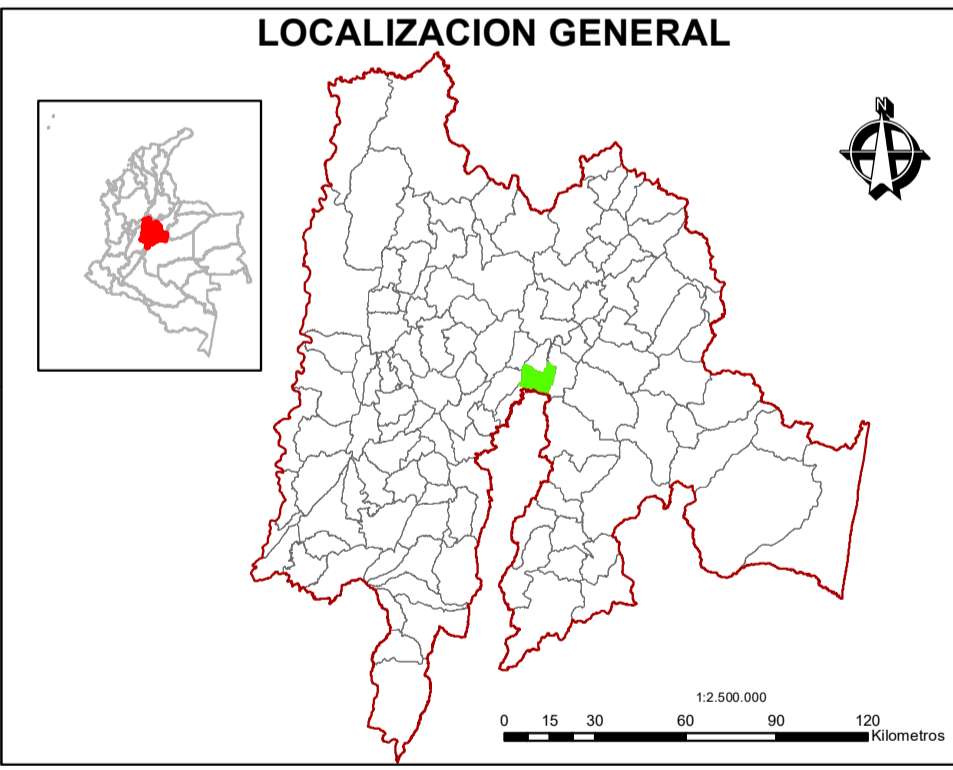 LOCALIZACION GENERAL
N
1:2.500.000
0 15 30 60 90 120
Kilometros